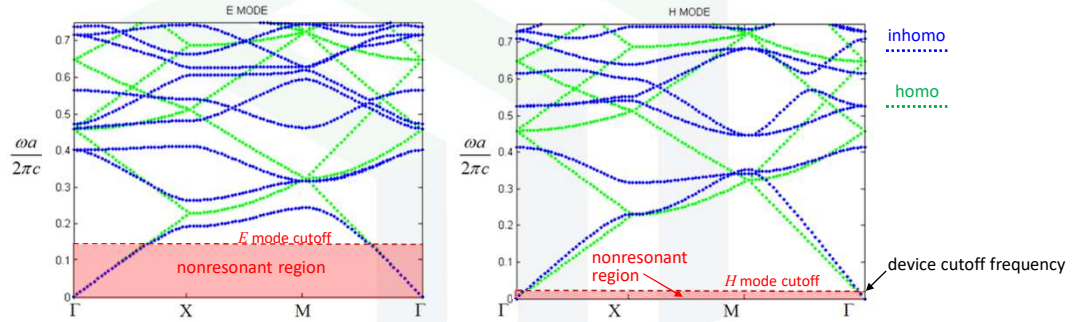 E MODE
0.7
0.6
0.5
0.4
0.3
0.2
0.1
0
ωa
2πc
E mode cutoff
nonresonant region
Γ
X
M
Γ
H MODE
0.7
0.6
0.5
0.4
0.3
0.2
0.1
0
ωa
2πc
nonresonant
region
H mode cutoff
Γ
X
M
Γ
inhomo
homo
device cutoff frequency